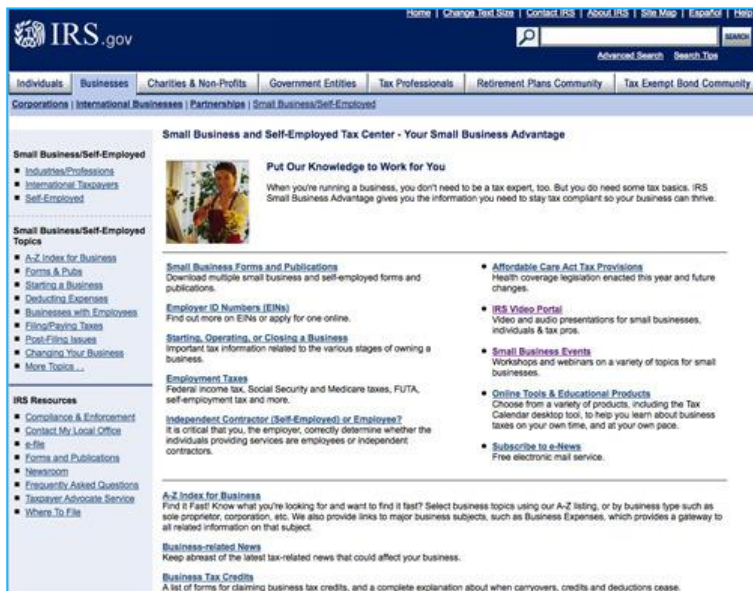 Home | Change Text Size | Contact IRS | About IRS | Site Map | Español | Help
IRS.gov
SEARCH
Advanced Search Search Tips
Individuals Businesses Charities & Non-Profits Government Entities Tax Professionals Retirement Plans Community Tax Exempt Bond Community
Corporations | International Businesses | Partnerships | Small Business/Self-Employed
Small Business/Self-Employed
Industries/Professions
International Taxpayers
Self-Employed
Small Business/Self-Employed
Topics
A-Z Index for Business
Forms & Pubs
Starting a Business
Deducting Expenses
Businesses with Employees
Filing/Paying Taxes
Post-Filing Issues
Changing Your Business
More Topics . .
IRS Resources
Compliance & Enforcement
Contact My Local Office
e-file
Forms and Publications
Newsroom
Frequently Asked Questions
Taxpayer Advocate Service
Where To File
Small Business and Self-Employed Tax Center - Your Small Business Advantage
Put Our Knowledge to Work for You
When you're running a business, you don't need to be a tax expert, too. But you do need some tax basics. IRS
Small Business Advantage gives you the information you need to stay tax compliant so your business can thrive.
Small Business Forms and Publications
Download multiple small business and self-employed forms and
publications.
Employer ID Numbers (EINs)
Find out more on EINs or apply for one online.
Starting, Operating, or Closing a Business
Important tax information related to the various stages of owning a
business.
Employment Taxes
Federal income tax, Social Security and Medicare taxes, FUTA,
self-employment tax and more.
Independent Contractor (Self-Employed) or Employee?
It is critical that you, the employer, correctly determine whether the
individuals providing services are employees or independent
contractors.
Affordable Care Act Tax Provisions
Health coverage legislation enacted this year and future
changes.
IRS Video Portal
Video and audio presentations for small businesses,
individuals & tax pros.
Small Business Events
Workshops and webinars on a variety of topics for small
businesses.
Online Tools & Educational Products
Choose from a variety of products, including the Tax
Calendar desktop tool, to help you learn about business
taxes on your own time, and at your own pace.
Subscribe to e-News
Free electronic mail service.
A-Z Index for Business
Find it Fast! Know what you're looking for and want to find it fast? Select business topics using our A-Z listing, or by business type such as
sole proprietor, corporation, etc. We also provide links to major business subjects, such as Business Expenses, which provides a gateway to
all related information on that subject.
Business-related News
Keep abreast of the latest tax-related news that could affect your business.
Business Tax Credits
A list of forms for claiming business tax credits, and a complete explanation about when carryovers, credits and deductions cease.